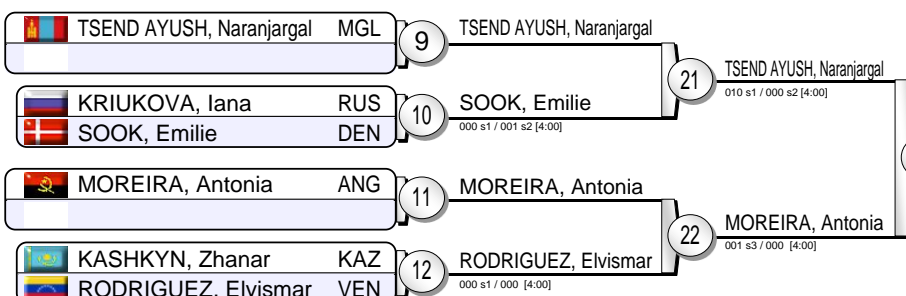 TSEND AYUSH, Naranjargal MGL
9
TSEND AYUSH, Naranjargal
21
TSEND AYUSH, Naranjargal
010 s1 / 000 s2 [4:00]
KRIUKOVA, Iana RUS
SOOK, Emilie DEN
10
SOOK, Emilie
000 s1 / 001 s2 [4:00]
MOREIRA, Antonia ANG
11
MOREIRA, Antonia
22
MOREIRA, Antonia
001 s3 / 000 [4:00]
KASHKYN, Zhanar KAZ
RODRIGUEZ, Elvismar VEN
12
RODRIGUEZ, Elvismar
000 s1 / 000 [4:00]